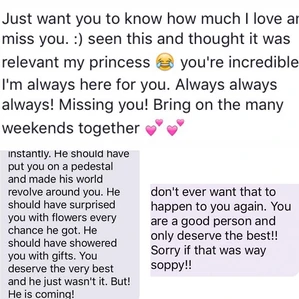 Just want you to know how much I love
miss you. :) seen this and thought it was
relevant my princess 😂 you're incredible
I'm always here for you. Always always
always! Missing you! Bring on the many
weekends together 💕 💕
instantly. He should have
put you on a pedestal
and made his world
revolve around you. He
should have surprised
you with flowers every
chance he got. He
should have showered
you with gifts. You
deserve the very best
and he just wasn't it. But!
He is coming!
don't ever want that to
happen to you again. You
are a good person and
only deserve the best!!
Sorry if that was way
soppy!!